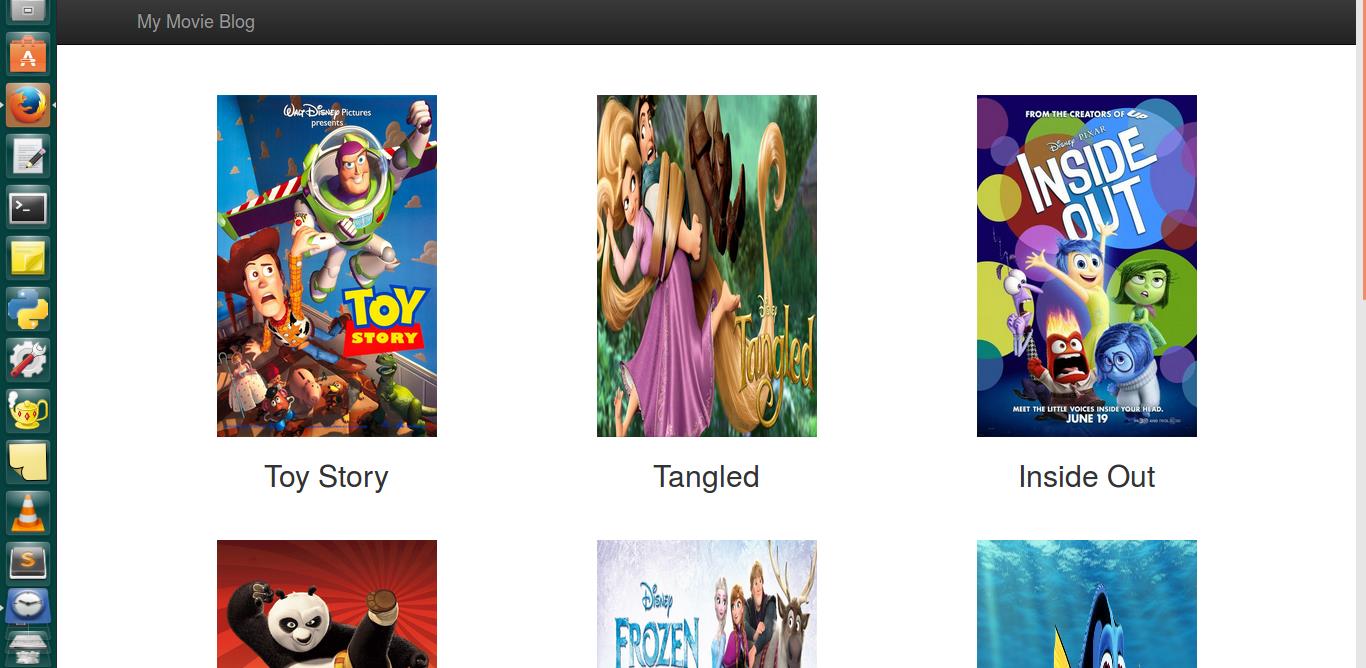 My Movie Blog
WALT DISNEY Pictures
presents
TOY
STORY
Disney
Tangled
FROM THE CREATORS OF UP
Disney PIXAR
INSIDE
OUT
MEET THE LITTLE VOICES INSIDE YOUR HEAD.
JUNE 19
Toy Story
Tangled
Inside Out
Disney
FROZEN